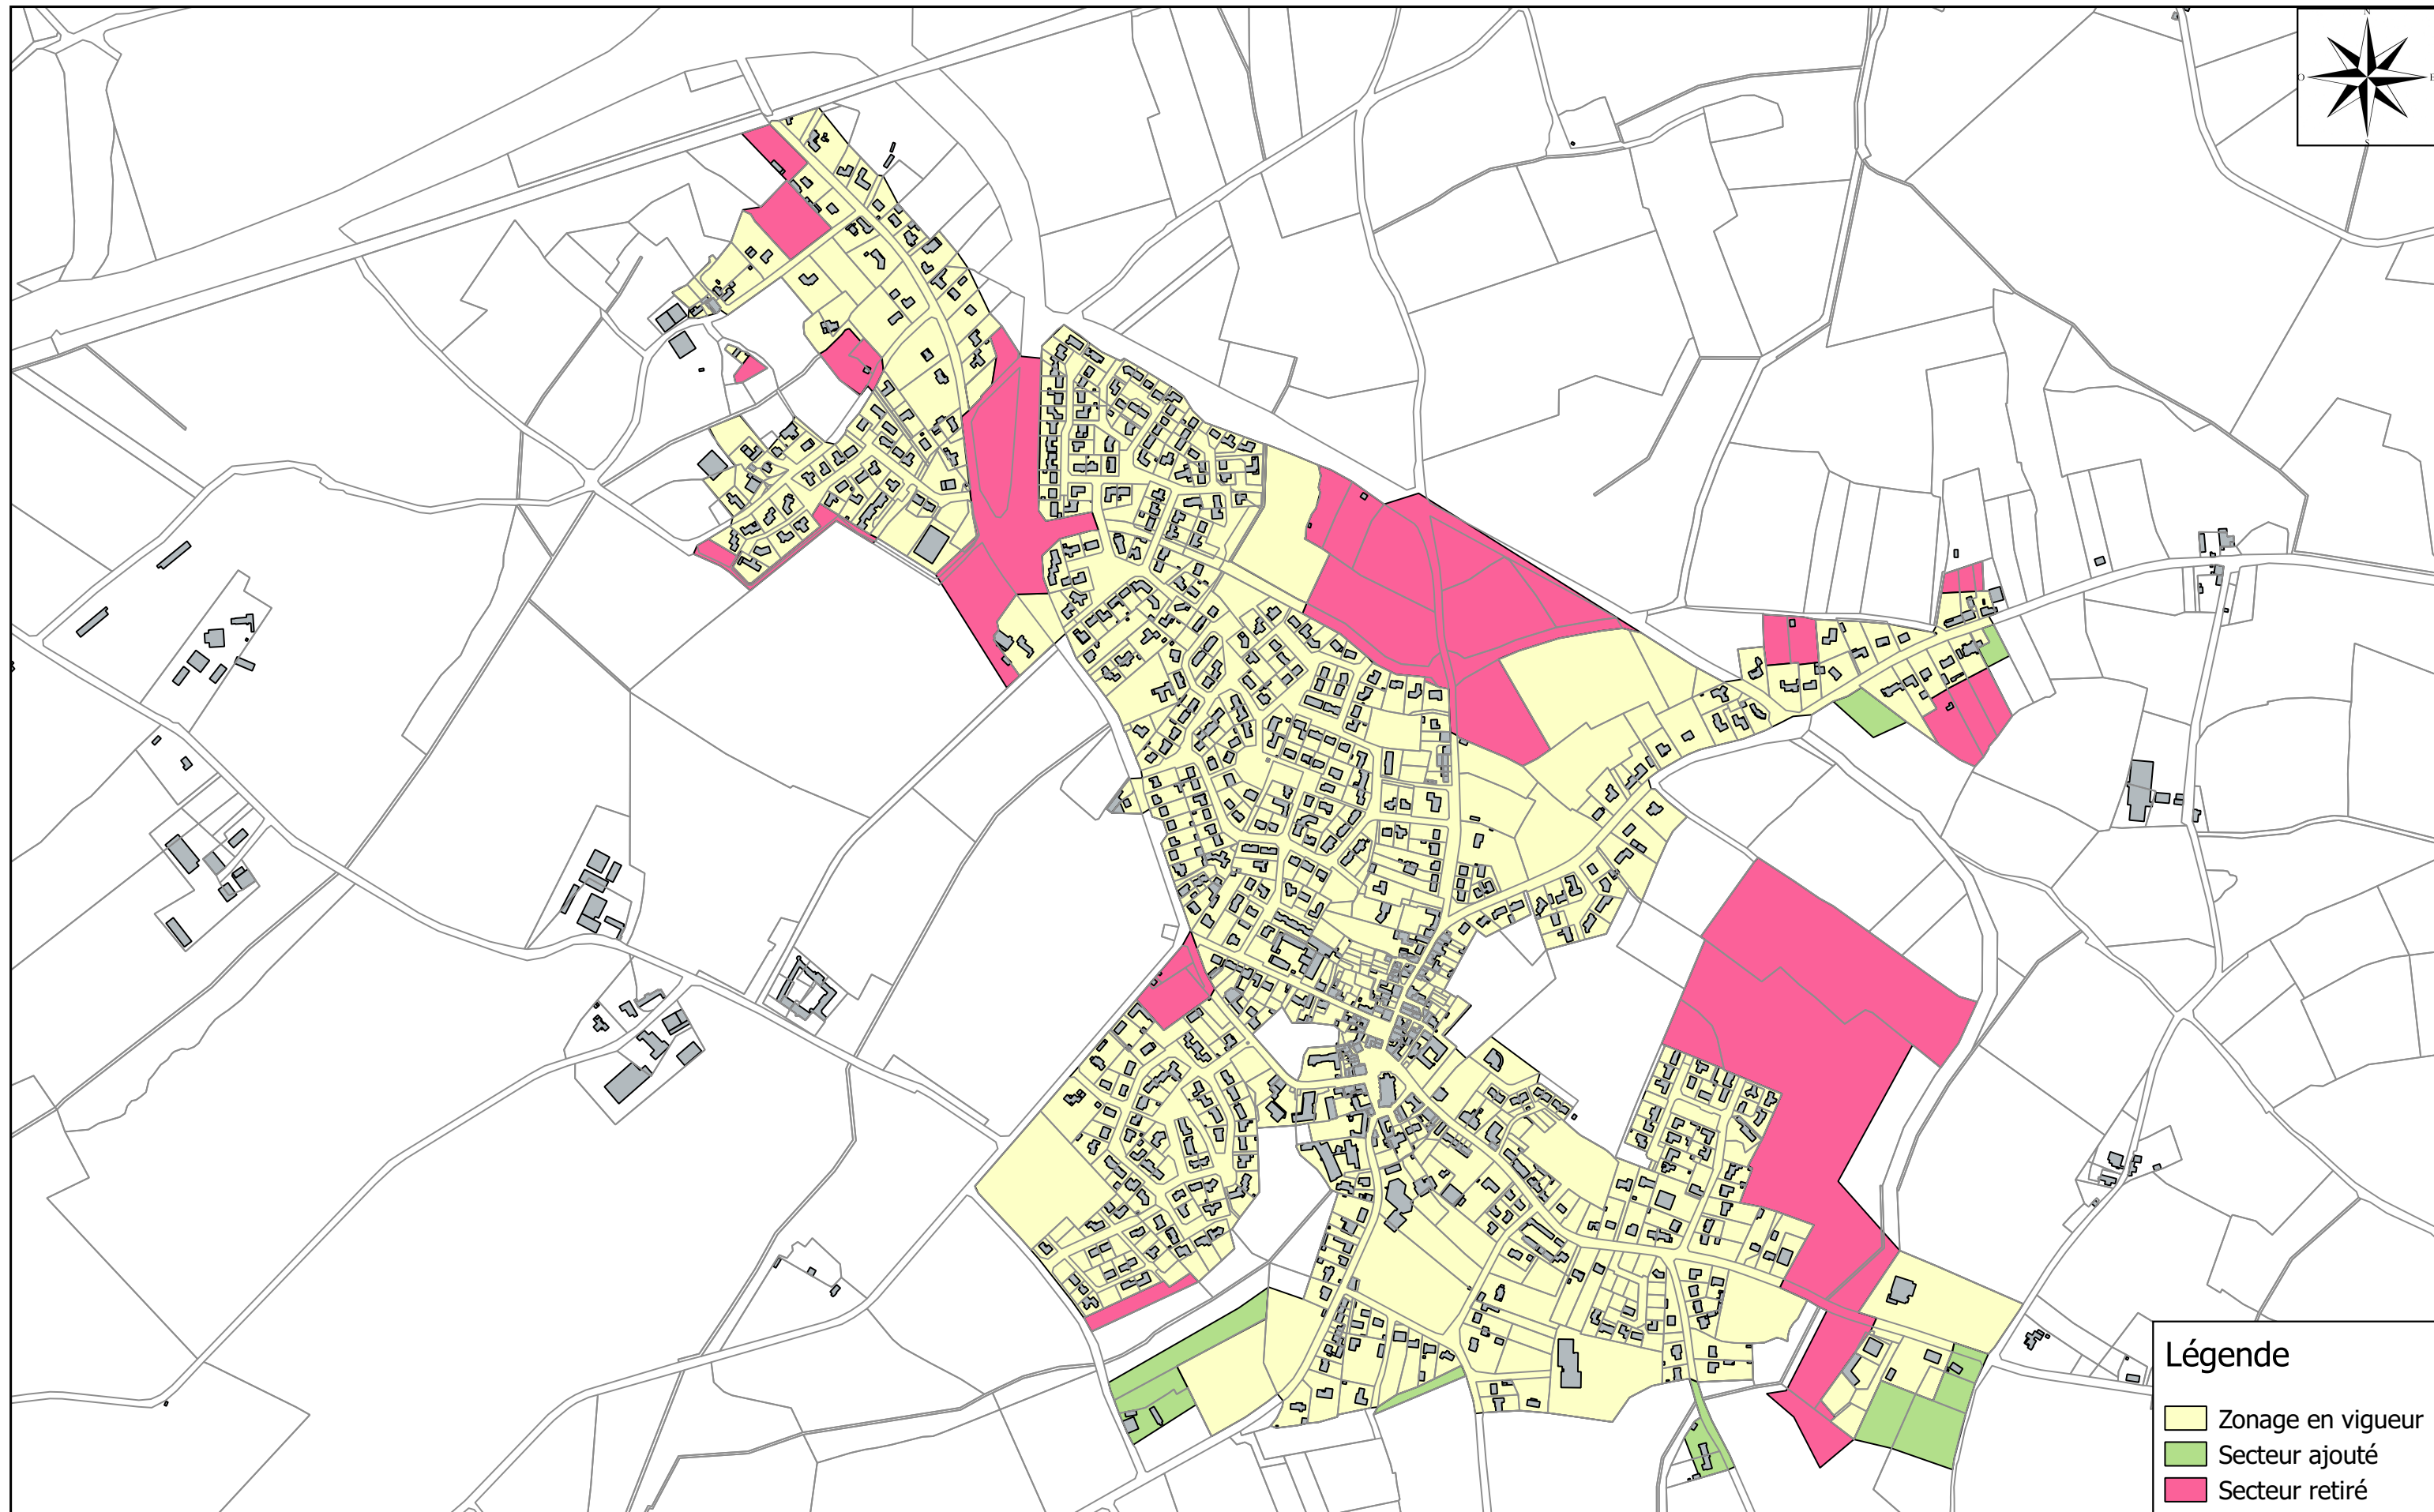 N
O
E
S
Légende
Zonage en vigueur
Secteur ajouté
Secteur retiré